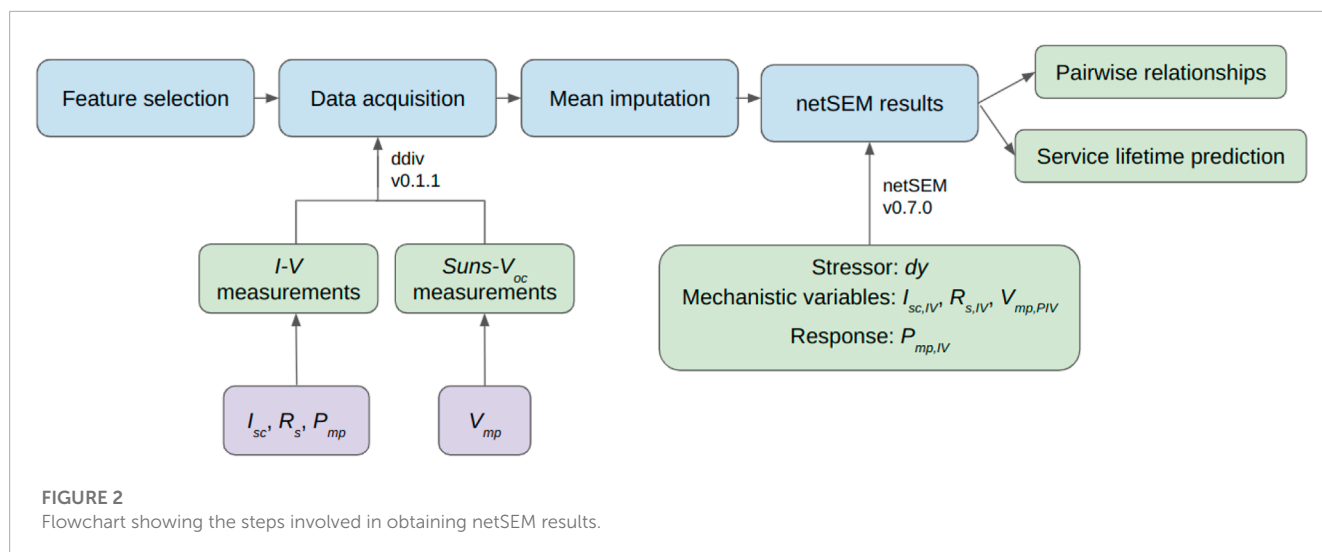 Feature selection
Data acquisition
Mean imputation
netSEM results
Pairwise relationships
Service lifetime prediction
ddiv
v0.1.1
netSEM
v0.7.0
I-V
measurements
Suns-Voc
measurements
Stressor: dy
Mechanistic variables: Isc,IV, Rs,IV, Vmp,PIV
Response: Pmp,IV
Isc, Rs, Pmp
Vmp
FIGURE 2
Flowchart showing the steps involved in obtaining netSEM results.